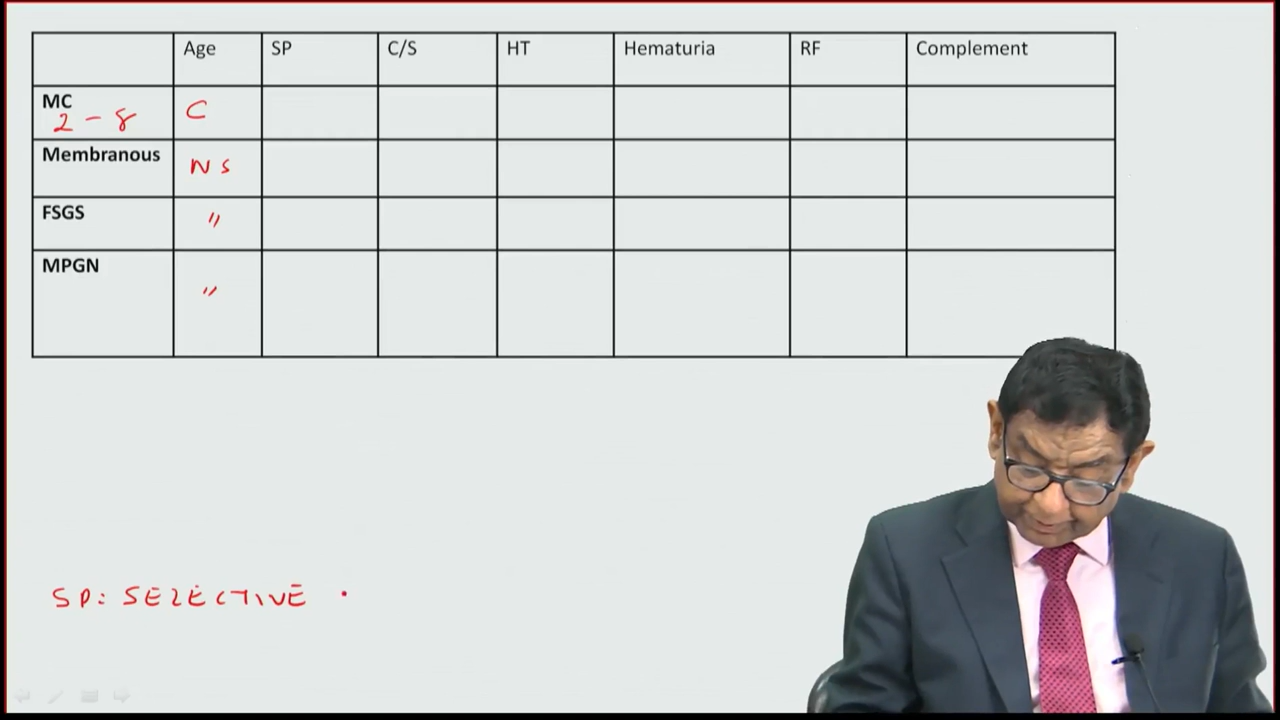 Age SP C/S HT Hematuria RF Complement
MC C
2 - 8
Membranous NS
FSGS "
MPGN "
SP: SELECTIVE